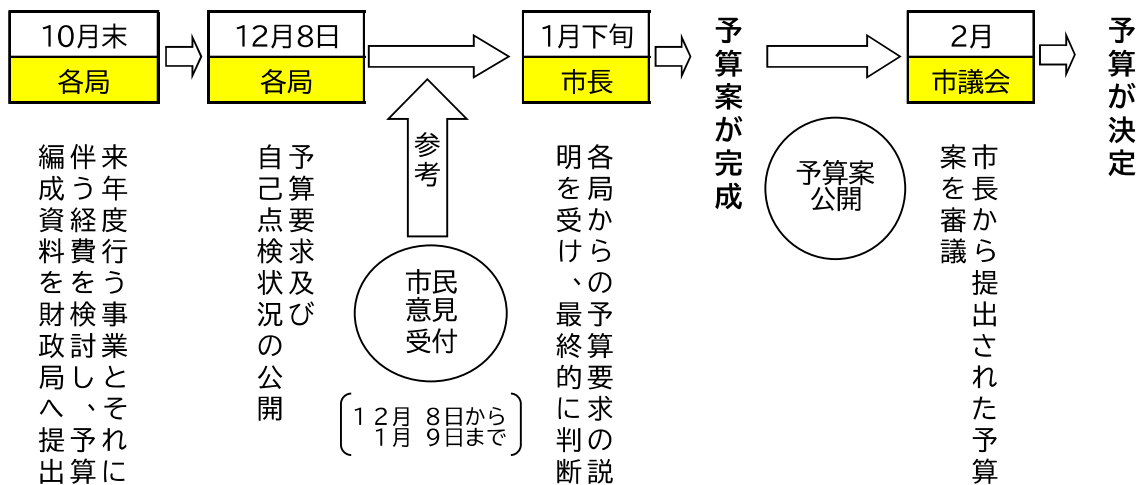 10月末
各局
来年度行う事業とそれに
伴う経費を検討し、予算
編成資料を財政局へ提出
12月8日
各局
予算要求及び
自己点検状況の公開
参考
市民
意見
受付
12月 8日から
1月 9日まで
1月下旬
市長
各局からの予算要求の説
明を受け、最終的に判断
予算案が完成
予算案
公開
2月
市議会
市長から提出された予算
案を審議
予算が決定